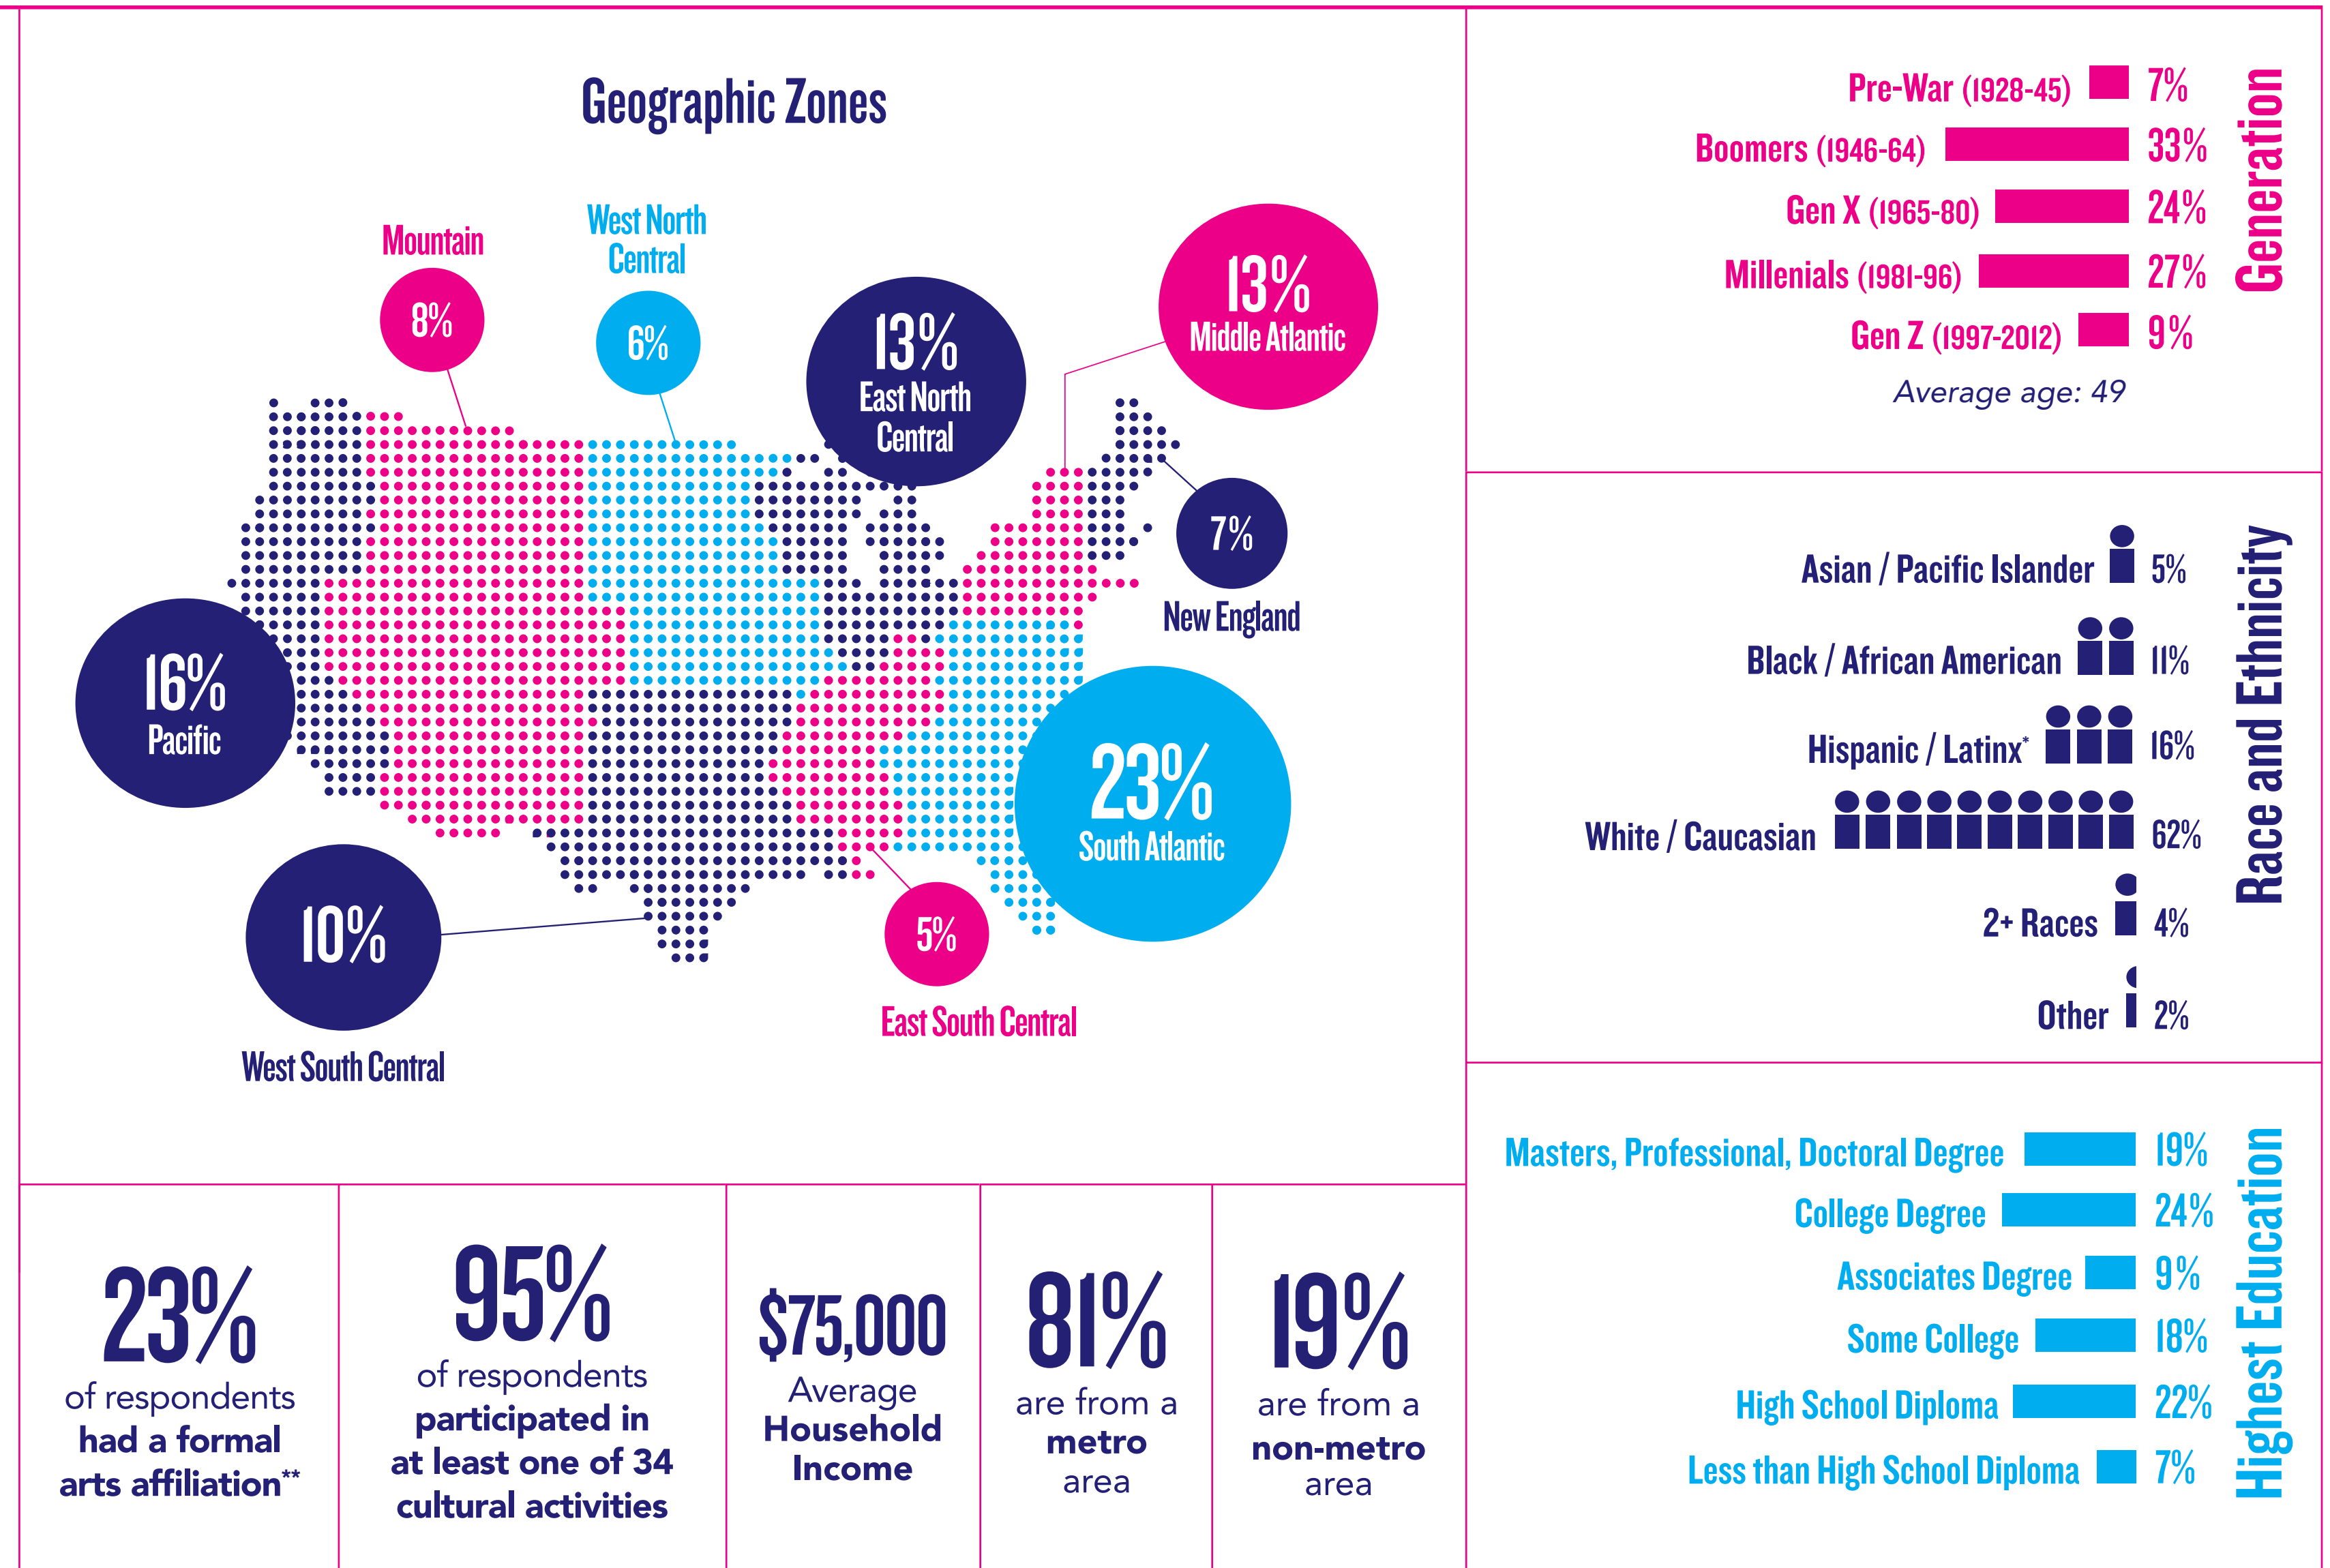 Geographic Zones
Mountain
8%
West North
Central
6%
13%
East North
Central
13%
Middle Atlantic
7%
New England
16%
Pacific
23%
South Atlantic
10%
West South Central
5%
East South Central
23%
of respondents
had a formal
arts affiliation**
95%
of respondents
participated in
at least one of 34
cultural activities
$75,000
Average
Household
Income
81%
are from a
metro
area
19%
are from a
non-metro
area
Generation
Pre-War (1928-45) 7%
Boomers (1946-64) 33%
Gen X (1965-80) 24%
Millenials (1981-96) 27%
Gen Z (1997-2012) 9%
Average age: 49
Race and Ethnicity
Asian / Pacific Islander 5%
Black / African American 11%
Hispanic / Latinx* 16%
White / Caucasian 62%
2+ Races 4%
Other 2%
Highest Education
Masters, Professional, Doctoral Degree 19%
College Degree 24%
Associates Degree 9%
Some College 18%
High School Diploma 22%
Less than High School Diploma 7%